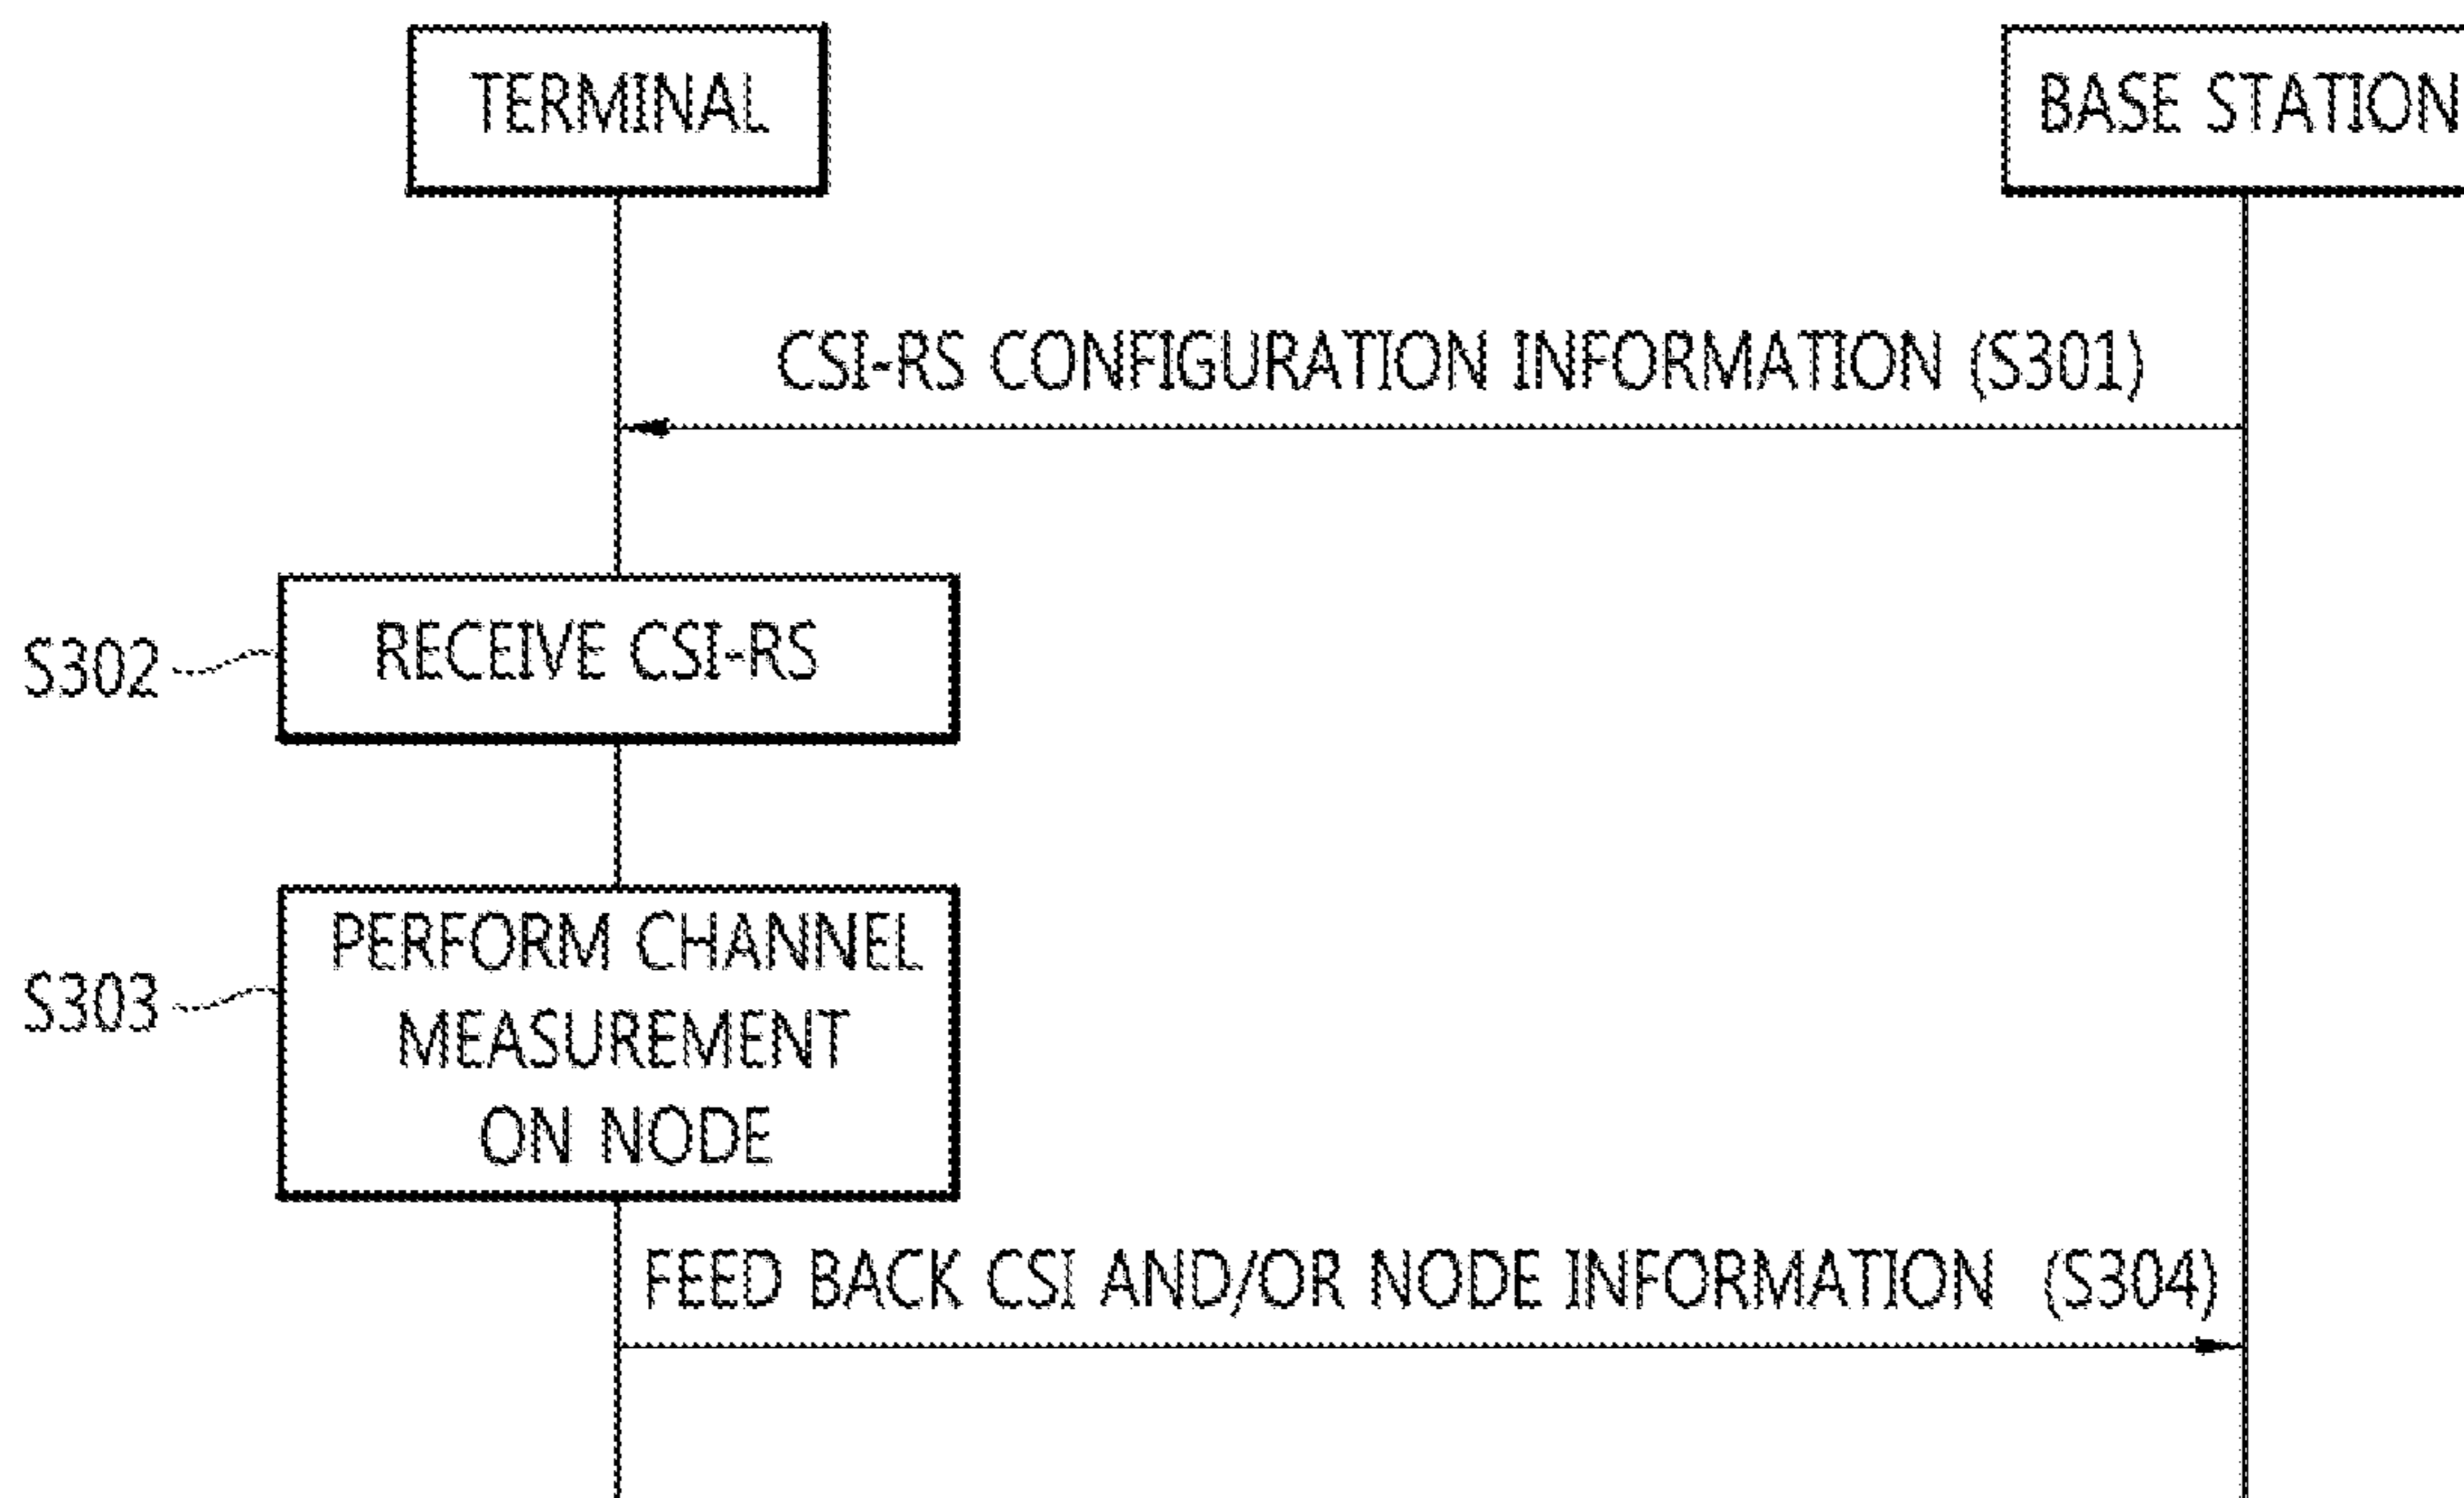 TERMINAL
BASE STATION
CSI-RS CONFIGURATION INFORMATION (S301)
S302
RECEIVE CSI-RS
S303
PERFORM CHANNEL
MEASUREMENT
ON NODE
FEED BACK CSI AND/OR NODE INFORMATION (S304)